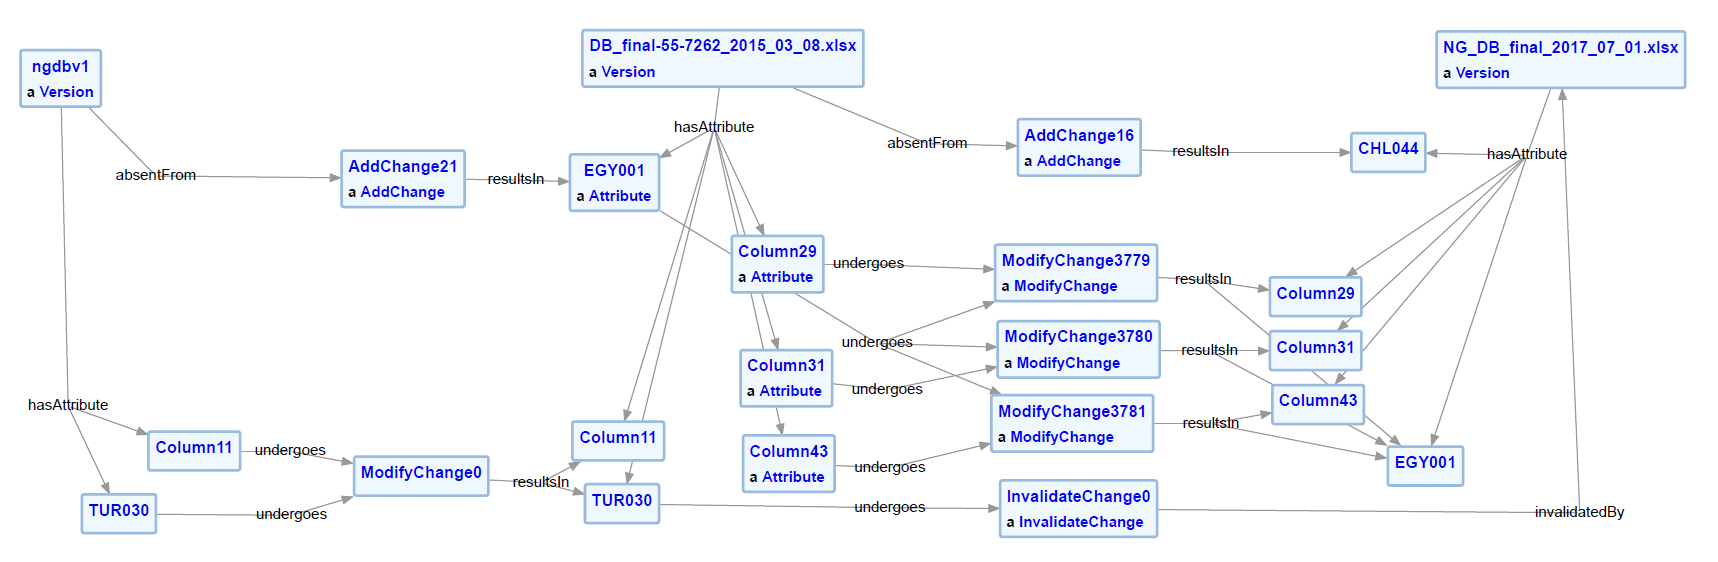 ngdbv1
a Version
DB_final-55-7262_2015_03_08.xlsx
a Version
NG_DB_final_2017_07_01.xlsx
a Version
hasAttribute
absentFrom
AddChange16
a AddChange
resultsIn
CHL044
hasAttribute
absentFrom
AddChange21
a AddChange
resultsIn
EGY001
a Attribute
Column29
a Attribute
undergoes
ModifyChange3779
a ModifyChange
resultsIn
Column29
undergoes
ModifyChange3780
a ModifyChange
resultsIn
Column31
Column31
a Attribute
undergoes
ModifyChange3781
a ModifyChange
resultsIn
Column43
hasAttribute
Column11
undergoes
ModifyChange0
resultsIn
Column11
Column43
a Attribute
undergoes
EGY001
TUR030
undergoes
TUR030
undergoes
InvalidateChange0
a InvalidateChange
invalidatedBy